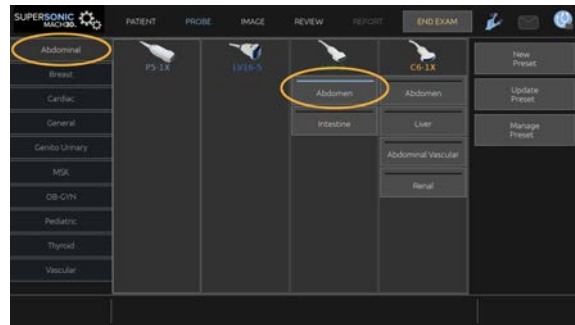 SUPERSONIC
MACH30.
PATIENT
PROBE
IMAGE
REVIEW
REPORT
END EXAM
Abdominal
Breast
Cardiac
General
Genito Urinary
MSK
OB-GYN
Pediatric
Thyroid
Vascular
P5-1X
LV16-5
C6-1X
Abdomen
Intestine
Abdomen
Liver
Abdominal Vascular
Renal
New
Preset
Update
Preset
Manage
Preset